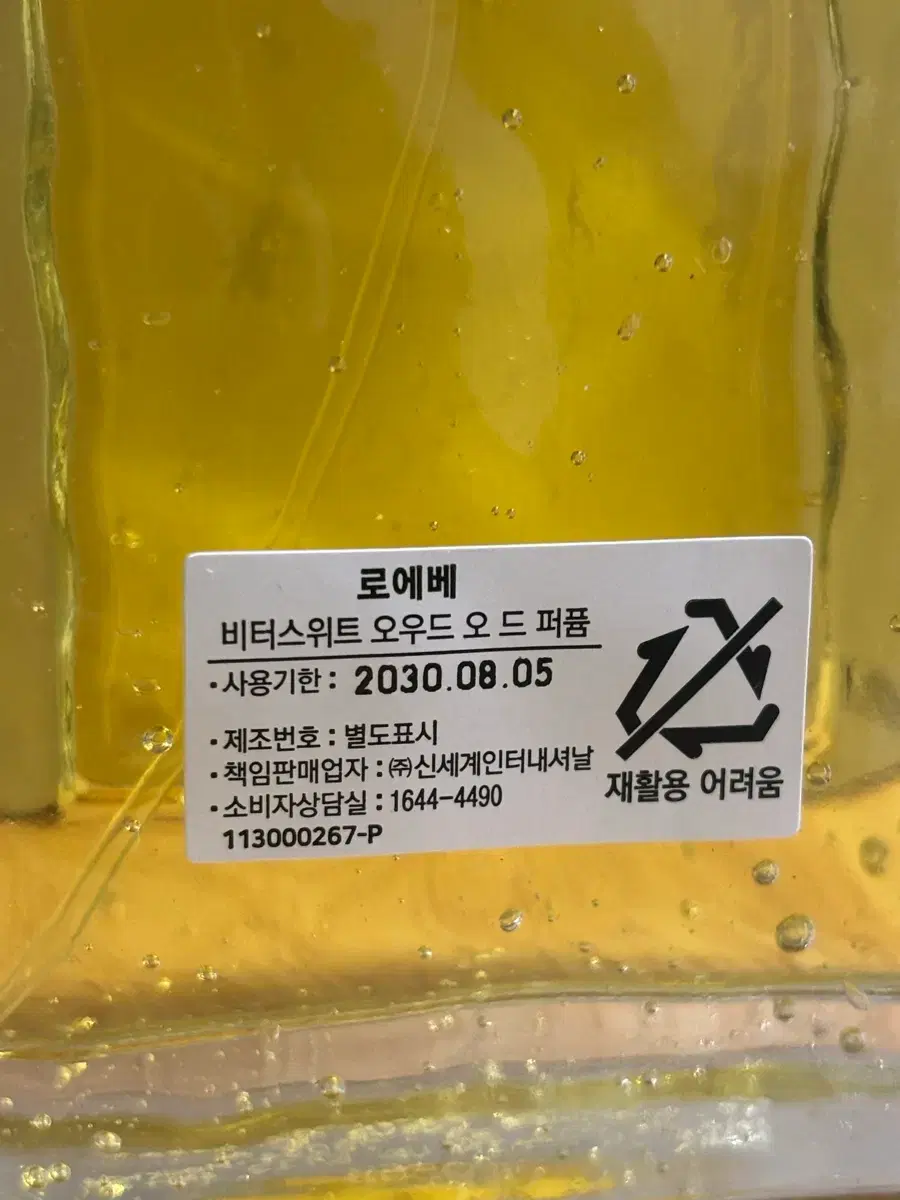 로에베
비터스위트 오우드 오 드 퍼퓸
·사용기한 : 2030.08.05
·제조번호 : 별도표시
·책임판매업자 : ㈜신세계인터내셔날
·소비자상담실 : 1644-4490
113000267-P
재활용 어려움